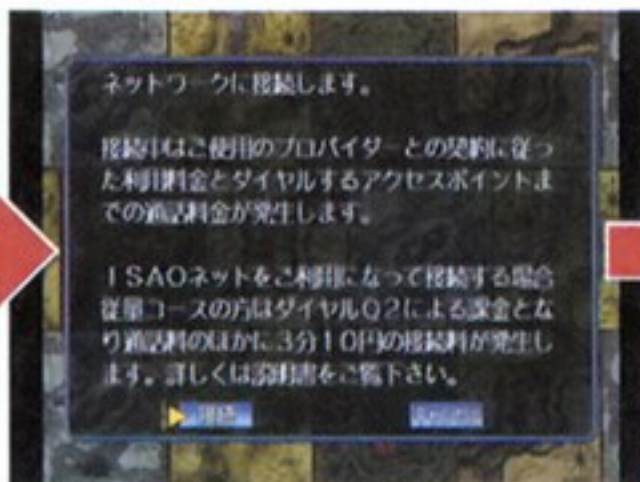 ネットワークに接続します。
接続中はご使用のプロバイダーとの契約に従っ
た利用料金とダイヤルするアクセスポイントま
での通話料金が発生します。
ISAOネットをご利用になって接続する場合
従量コースの方はダイヤルQ2による課金とな
り通話料のほかに3分10円の接続料が発生し
ます。詳しくは説明書をご覧下さい。
接続